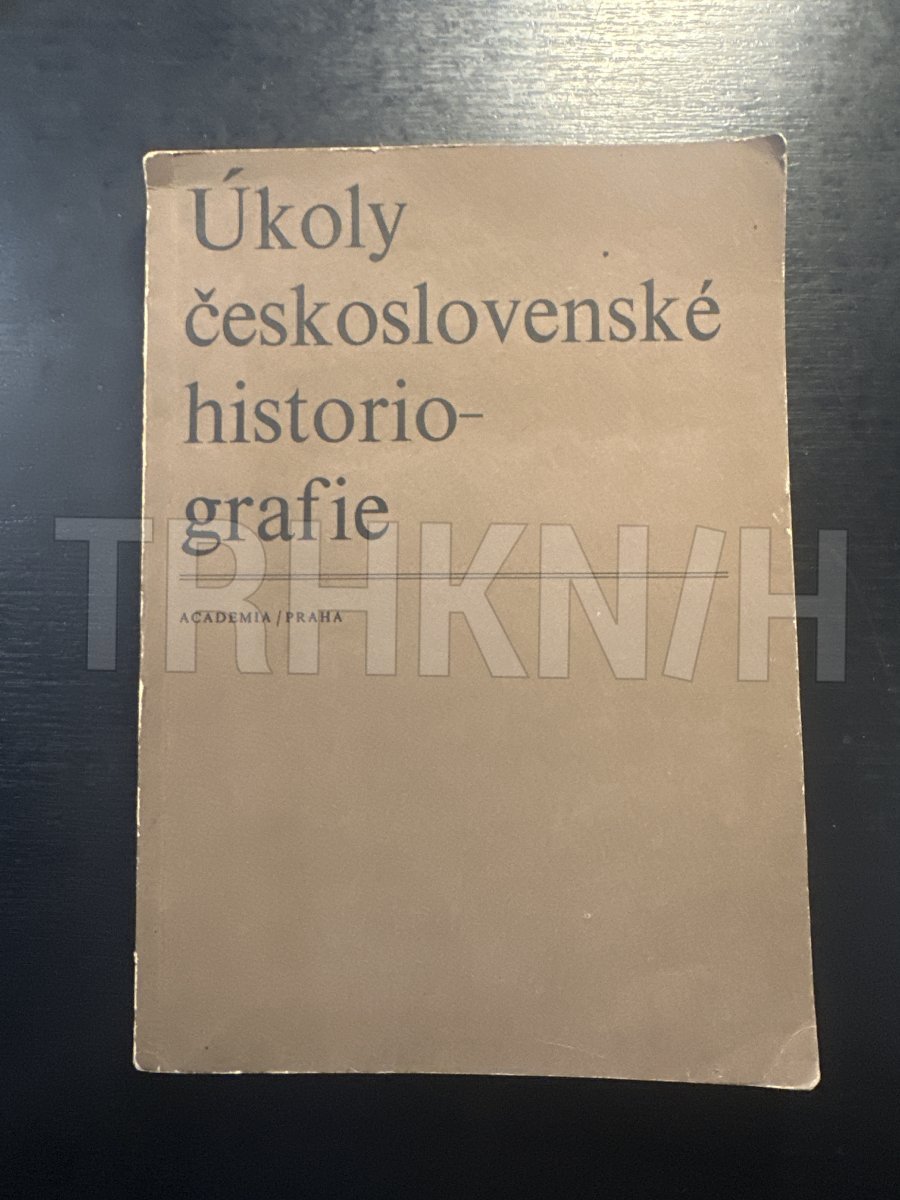 Úkoly
československé
historio-
grafie
ACADEMIA/PRAHA
TRHKNIH